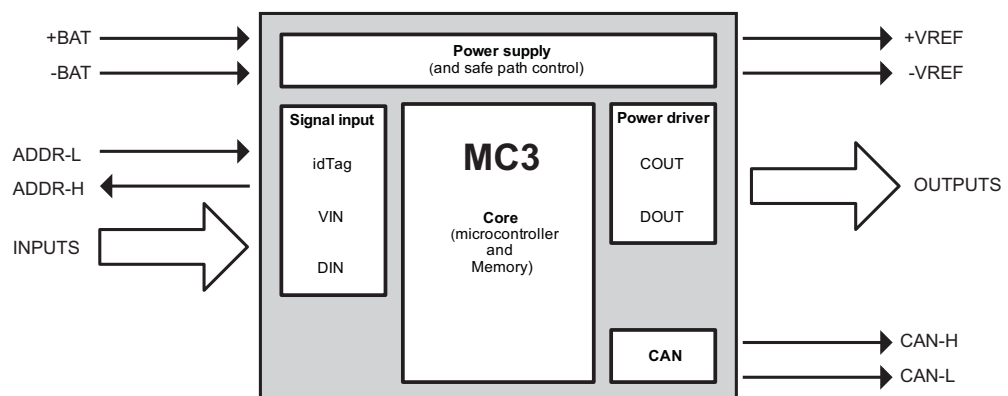 +BAT
-BAT
Power supply
(and safe path control)
+VREF
-VREF
ADDR-L
ADDR-H
INPUTS
Signal input
idTag
VIN
DIN
MC3
Core
(microcontroller
and
Memory)
Power driver
COUT
DOUT
OUTPUTS
CAN
CAN-H
CAN-L